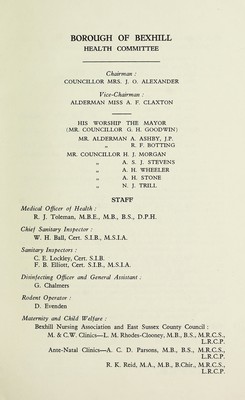 BOROUGH OF BEXHILL
HEALTH COMMITTEE
Chairman :
COUNCILLOR MRS. J. O. ALEXANDER
Vice-Chairman :
ALDERMAN MISS A. F. CLAXTON
HIS WORSHIP THE MAYOR
(MR. COUNCILLOR G. H. GOODWIN)
MR. ALDERMAN A. ASHBY, J.P.
„ R. F. BOTTING
MR. COUNCILLOR H. J. MORGAN
„ A. S. J. STEVENS
„ A. H. WHEELER
„ A. H. STONE
„ N. J. TRILL
STAFF
Medical Officer of Health :
R. J. Toleman, M.B.E., M.B., B.S., D.P.H.
Chief Sanitary Inspector :
W. H. Ball, Cert. S.I.B., M.S.I.A.
Sanitary Inspectors :
C. E. Lockley, Cert. S.I.B.
F. B. Elliott, Cert. S.I.B., M.S.I.A.
Disinfecting Officer and General Assistant :
G. Chalmers
Rodent Operator :
D. Evenden
Maternity and Child Welfare :
Bexhill Nursing Association and East Sussex County Council :
M. & C.W. Clinics—L. M. Rhodes-Clooney, M.B., B.S., M.R.C.S.,
L.R.C.P.
Ante-Natal Clinics—A. C. D. Parsons, M.B., B.S., M.R.C.S.,
L.R.C.P.
R. K. Reid, M.A., M.B., B.Chir., M.R.C.S.,
L.R.C.P.